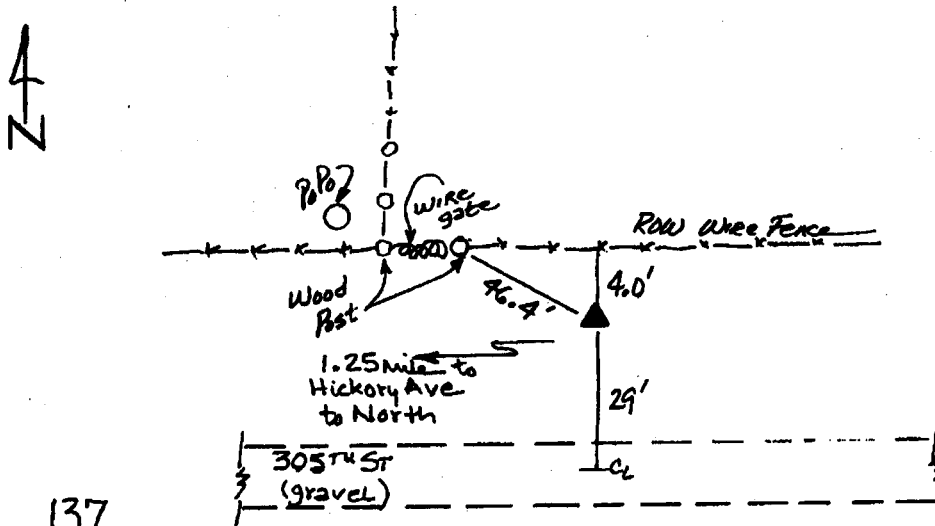 N
P.Po
WIRE
gate
ROW WIRE FENCE
Wood
Post
46.4'
4.0'
1.25 mile to
Hickory Ave
to North
29'
305TH ST
(gravel)
CL
137